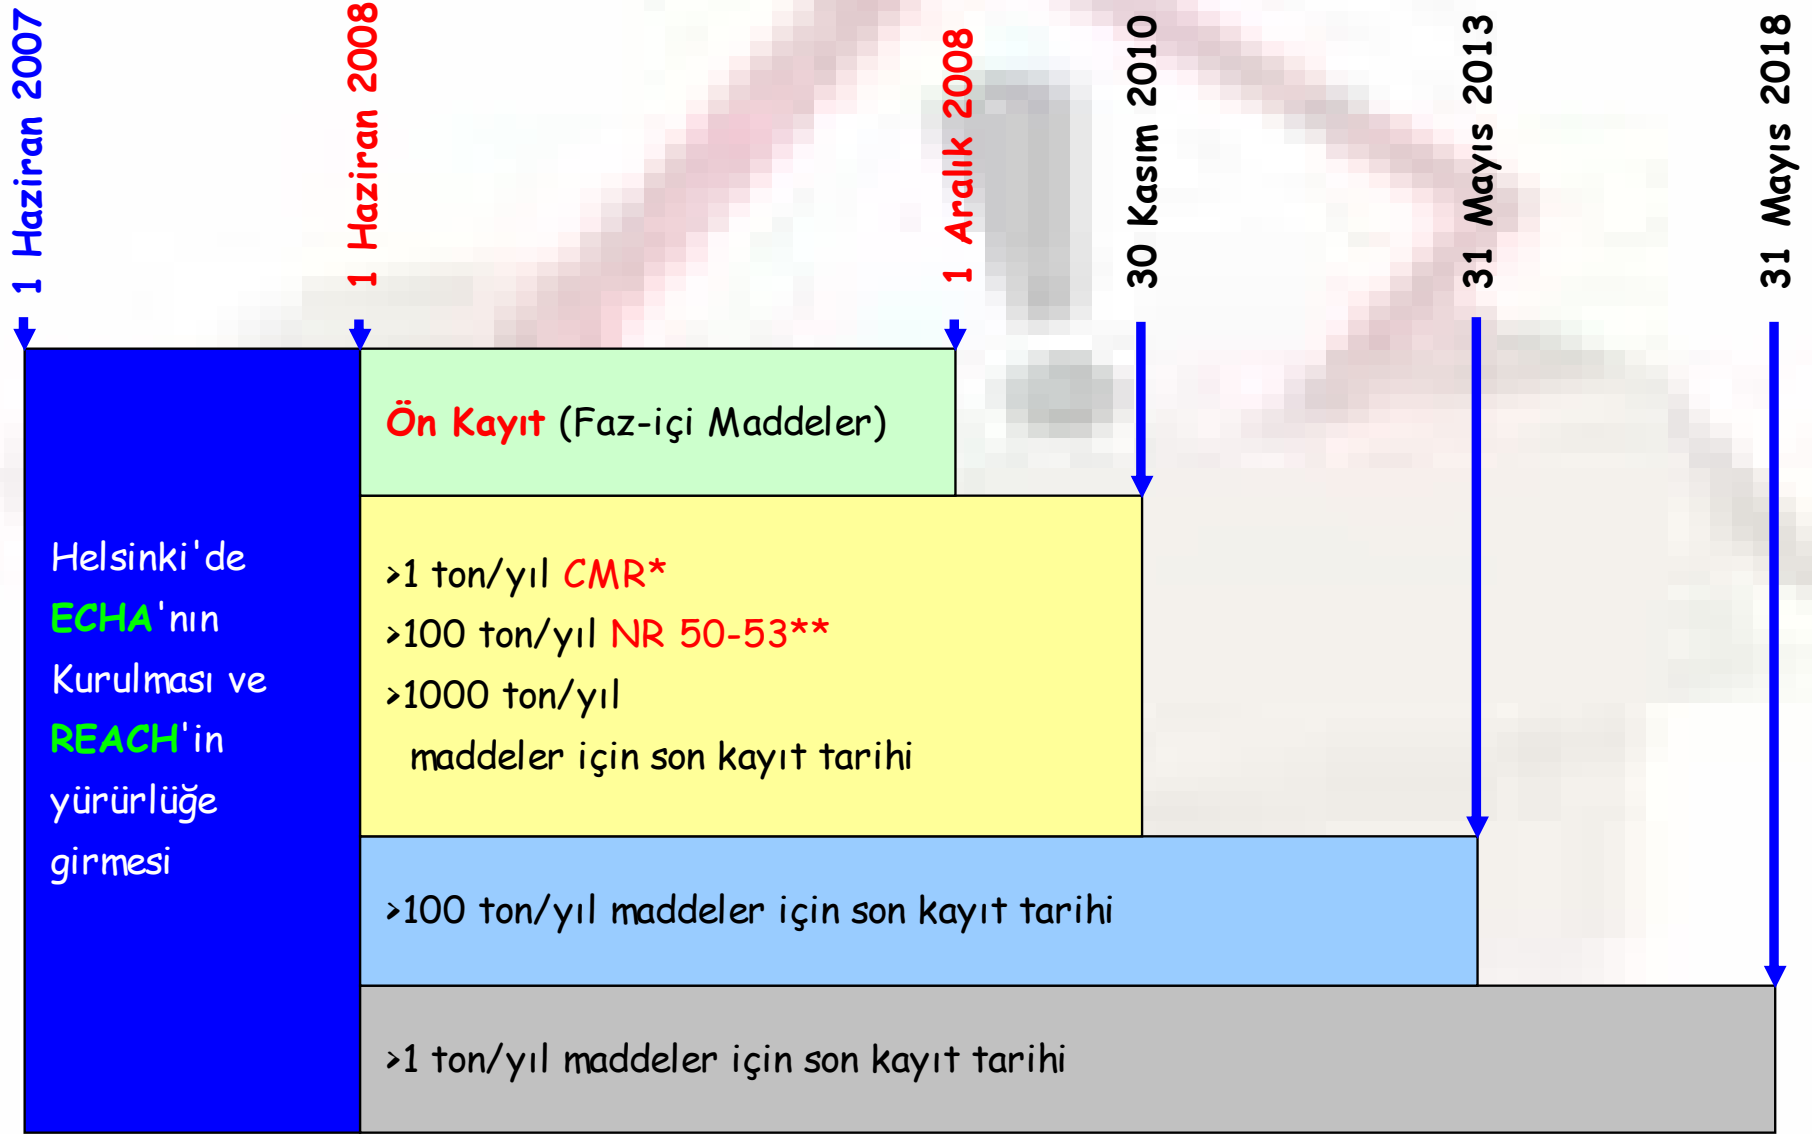 1 Haziran 2007
1 Haziran 2008
1 Aralık 2008
30 Kasım 2010
31 Mayıs 2013
31 Mayıs 2018
Helsinki'de
ECHA'nın
Kurulması ve
REACH'in
yürürlüğe
girmesi
Ön Kayıt (Faz-içi Maddeler)
>1 ton/yıl CMR*
>100 ton/yıl NR 50-53**
>1000 ton/yıl
maddeler için son kayıt tarihi
>100 ton/yıl maddeler için son kayıt tarihi
>1 ton/yıl maddeler için son kayıt tarihi